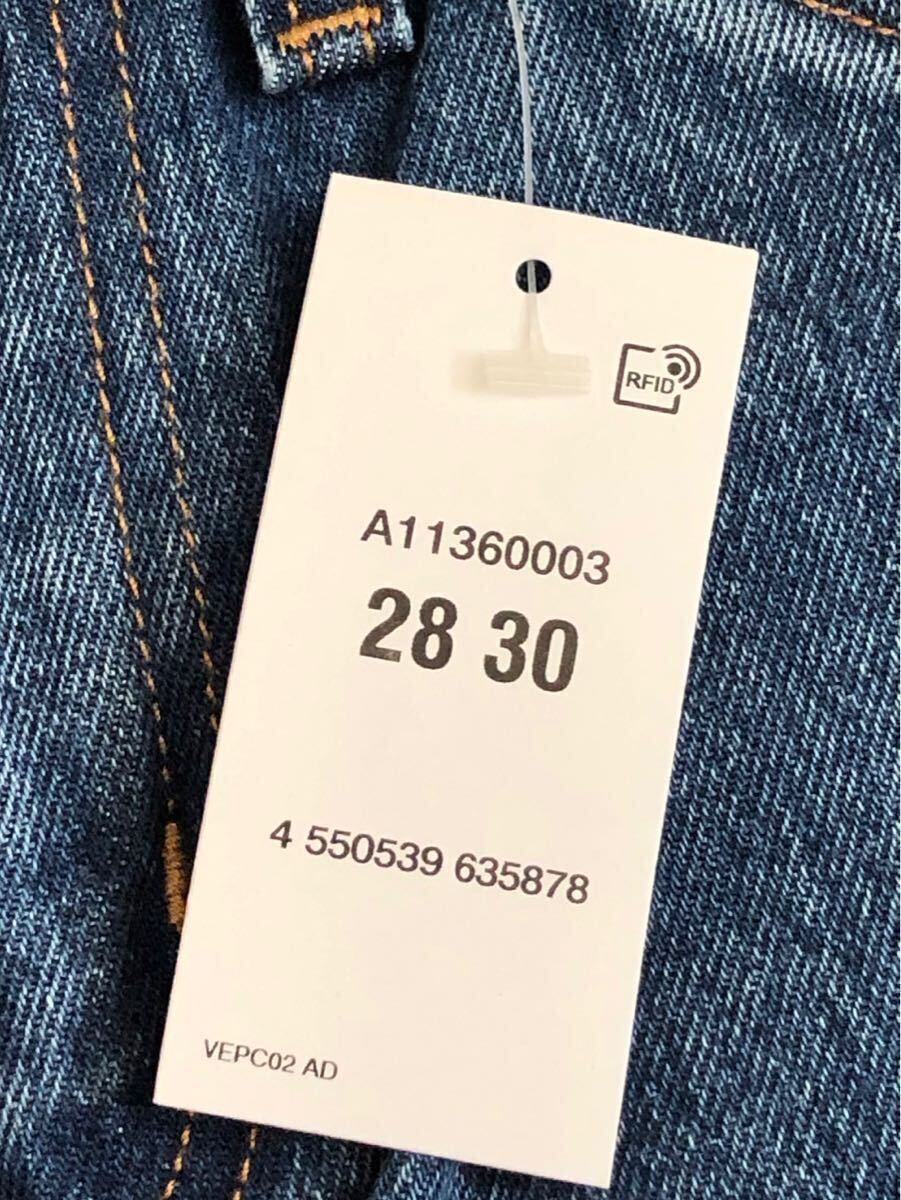 RFID
A11360003
28 30
4 550539 635878
VEPC02 AD